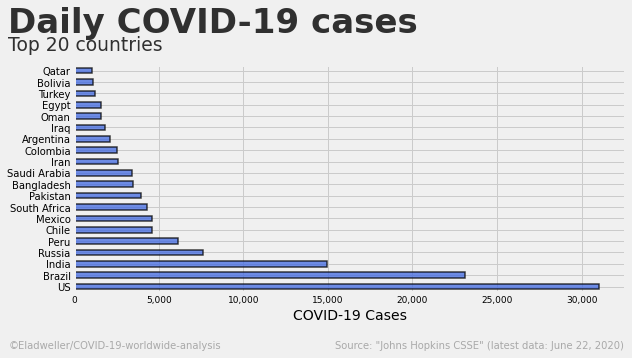 Daily COVID-19 cases
Top 20 countries
Qatar
Bolivia
Turkey
Egypt
Oman
Iraq
Argentina
Colombia
Iran
Saudi Arabia
Bangladesh
Pakistan
South Africa
Mexico
Chile
Peru
Russia
India
Brazil
US
0 5,000 10,000 15,000 20,000 25,000 30,000
COVID-19 Cases
©Eladweller/COVID-19-worldwide-analysis Source: "Johns Hopkins CSSE" (latest data: June 22, 2020)